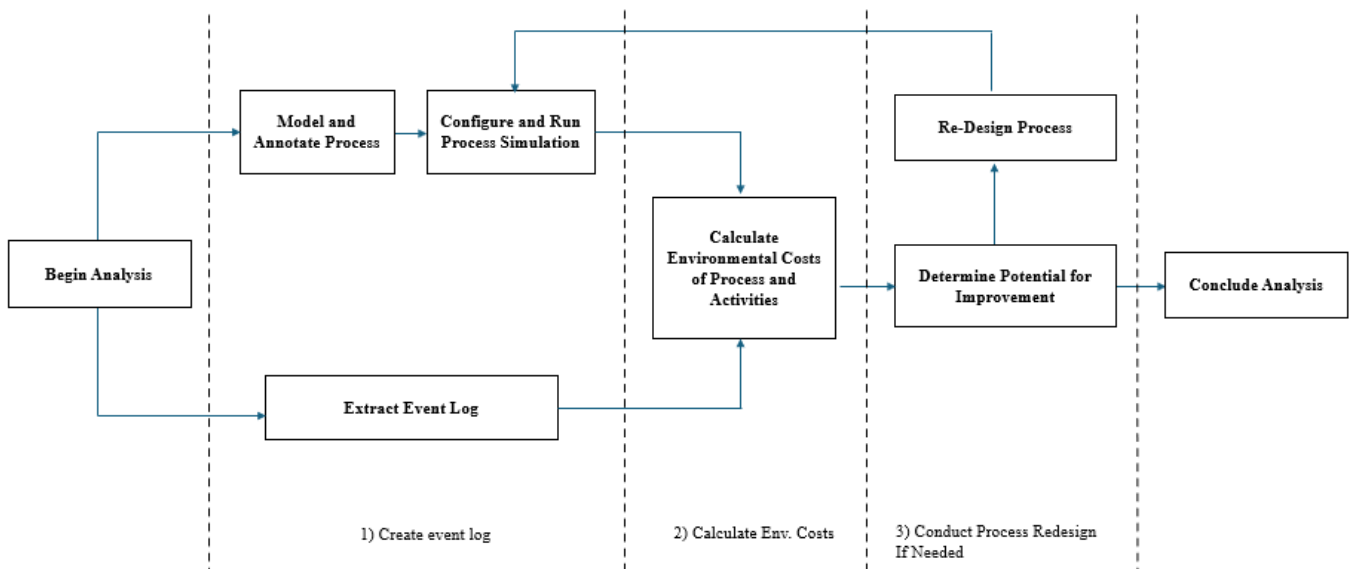 Model and
Annotate Process
Configure and Run
Process Simulation
Re-Design Process
Begin Analysis
Calculate
Environmental Costs
of Process and
Activities
Determine Potential for
Improvement
Conclude Analysis
Extract Event Log
1) Create event log
2) Calculate Env. Costs
3) Conduct Process Redesign
If Needed